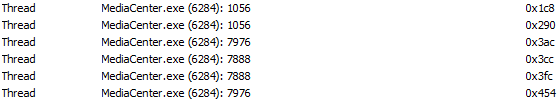 Thread MediaCenter.exe (6284): 1056 0x1c8
Thread MediaCenter.exe (6284): 1056 0x290
Thread MediaCenter.exe (6284): 7976 0x3ac
Thread MediaCenter.exe (6284): 7888 0x3cc
Thread MediaCenter.exe (6284): 7888 0x3fc
Thread MediaCenter.exe (6284): 7976 0x454